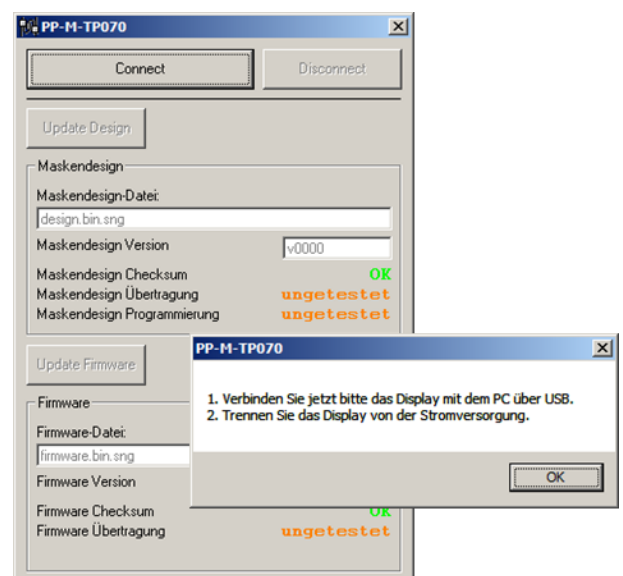 PP-M-TP070
Connect
Disconnect
Update Design
Maskendesign
Maskendesign-Datei:
design.bin.sng
Maskendesign Version
v0000
Maskendesign Checksum OK
Maskendesign Übertragung ungetestet
Maskendesign Programmierung ungetestet
Update Firmware
Firmware
Firmware-Datei:
firmware.bin.sng
Firmware Version
Firmware Checksum OK
Firmware Übertragung ungetestet
PP-M-TP070
1. Verbinden Sie jetzt bitte das Display mit dem PC über USB.
2. Trennen Sie das Display von der Stromversorgung.
OK